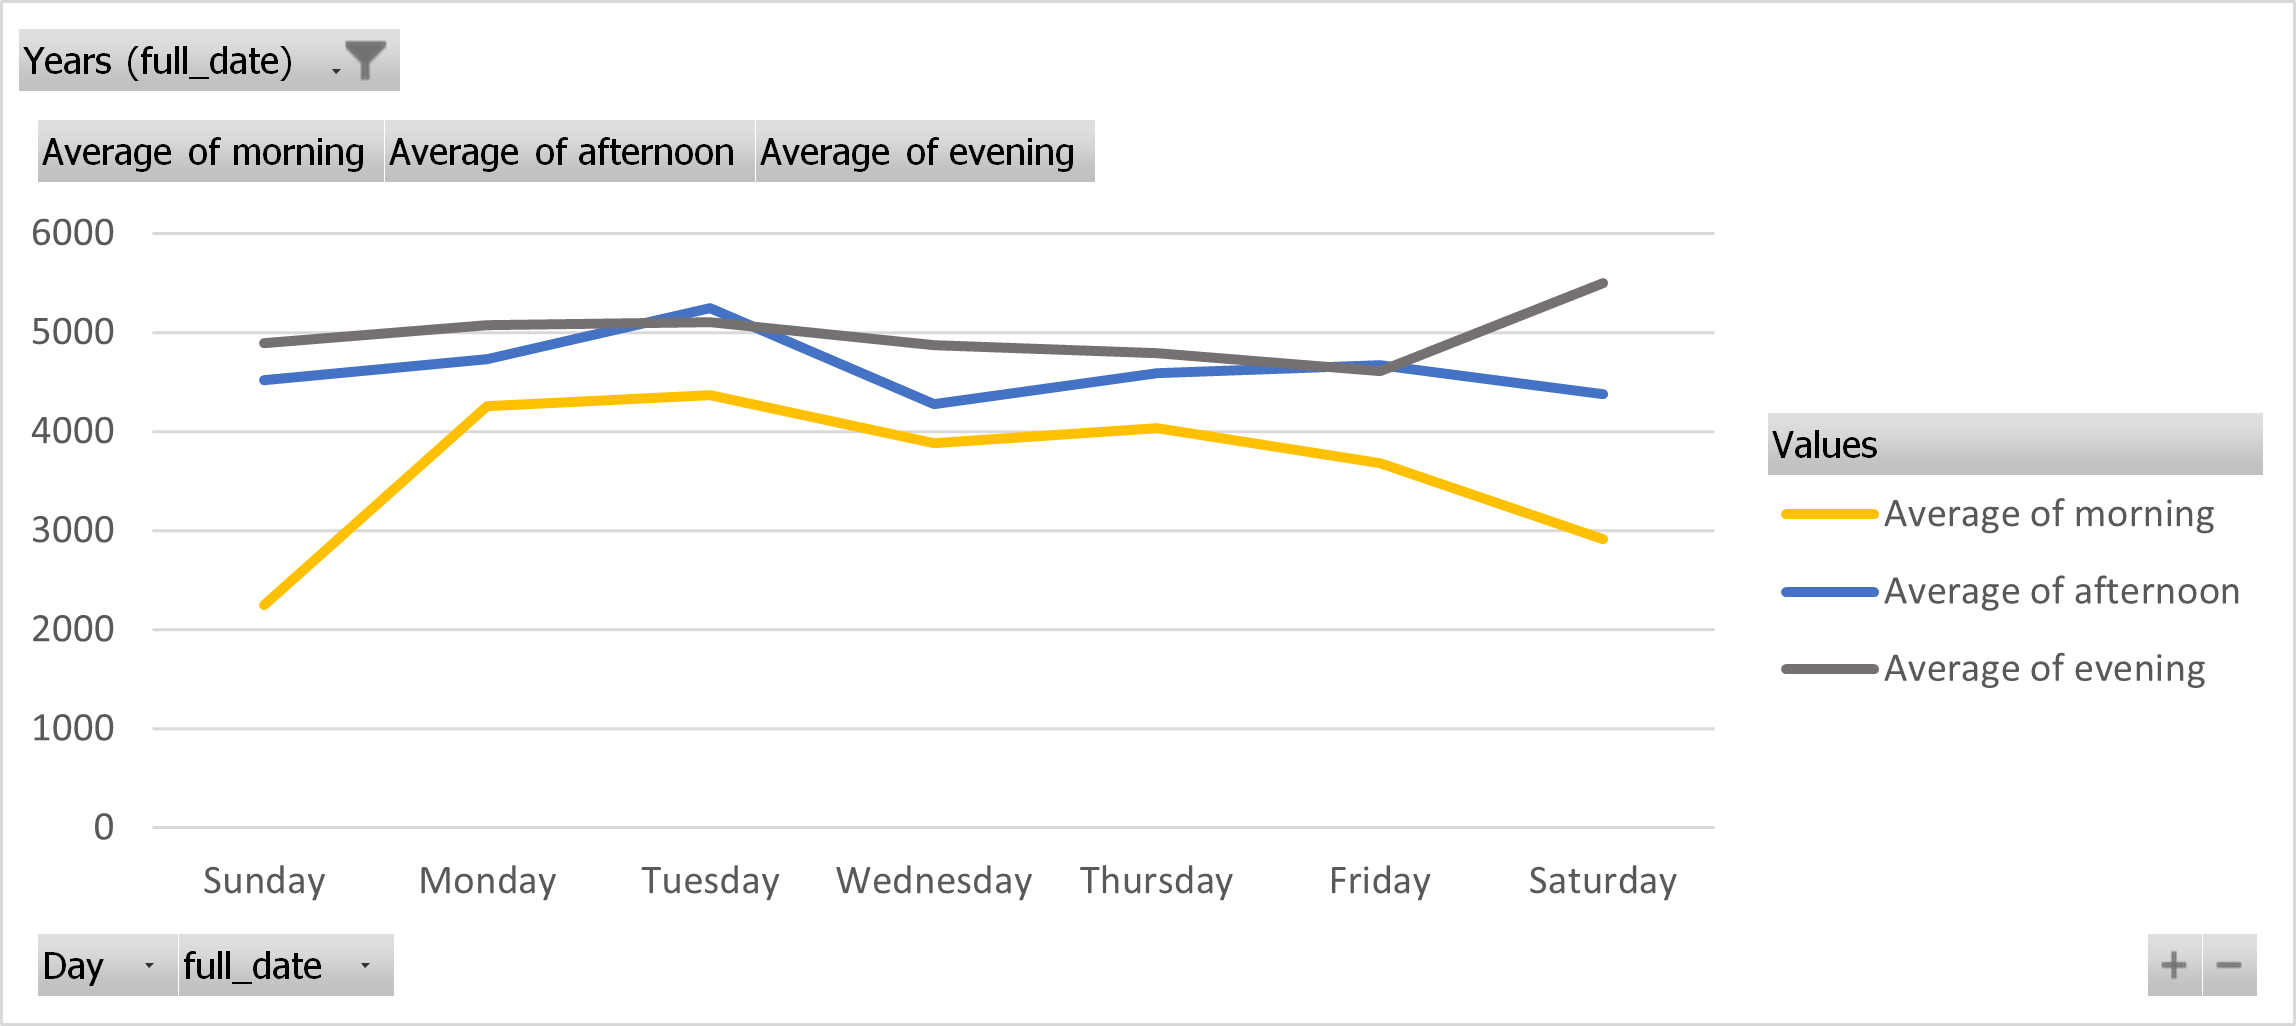 Years (full_date)
Average of morning Average of afternoon Average of evening
6000
5000
4000
3000
2000
1000
0
Sunday Monday Tuesday Wednesday Thursday Friday Saturday
Values
Average of morning
Average of afternoon
Average of evening
Day full_date
+ −